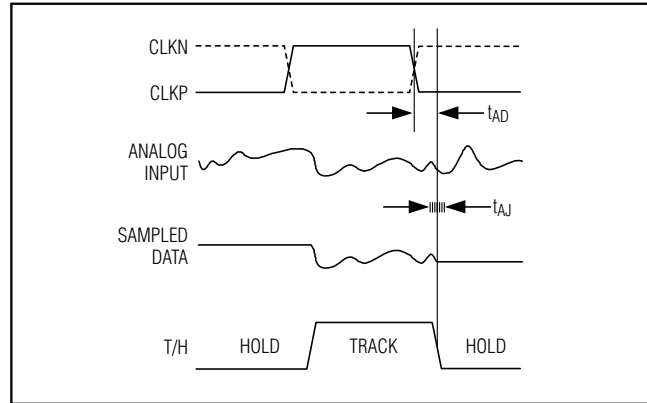 CLKN
CLKP
tAD
ANALOG
INPUT
tAJ
SAMPLED
DATA
T/H HOLD TRACK HOLD